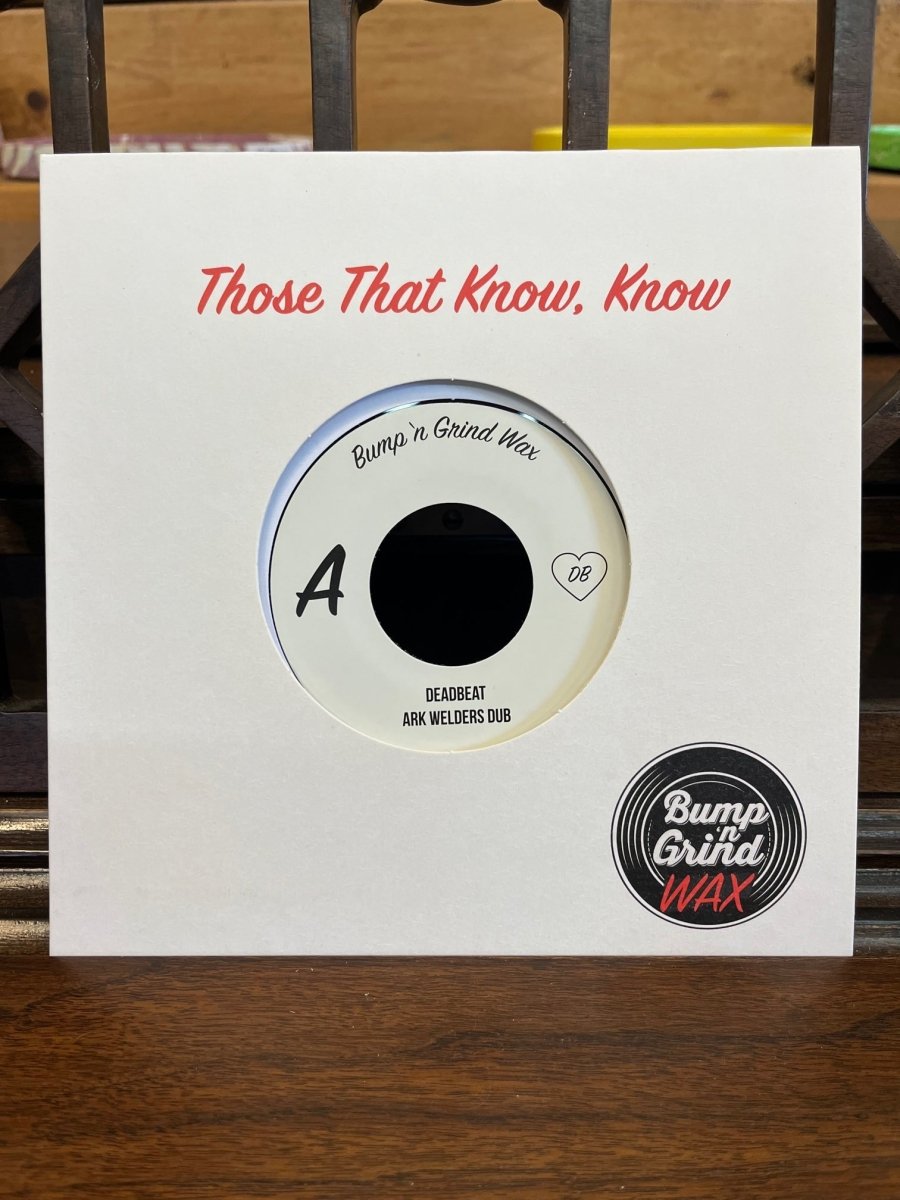 Those That Know, Know
Bump 'n Grind Wax
A
DB
DEADBEAT
ARK WELDERS DUB
Bump
'n'
Grind
WAX